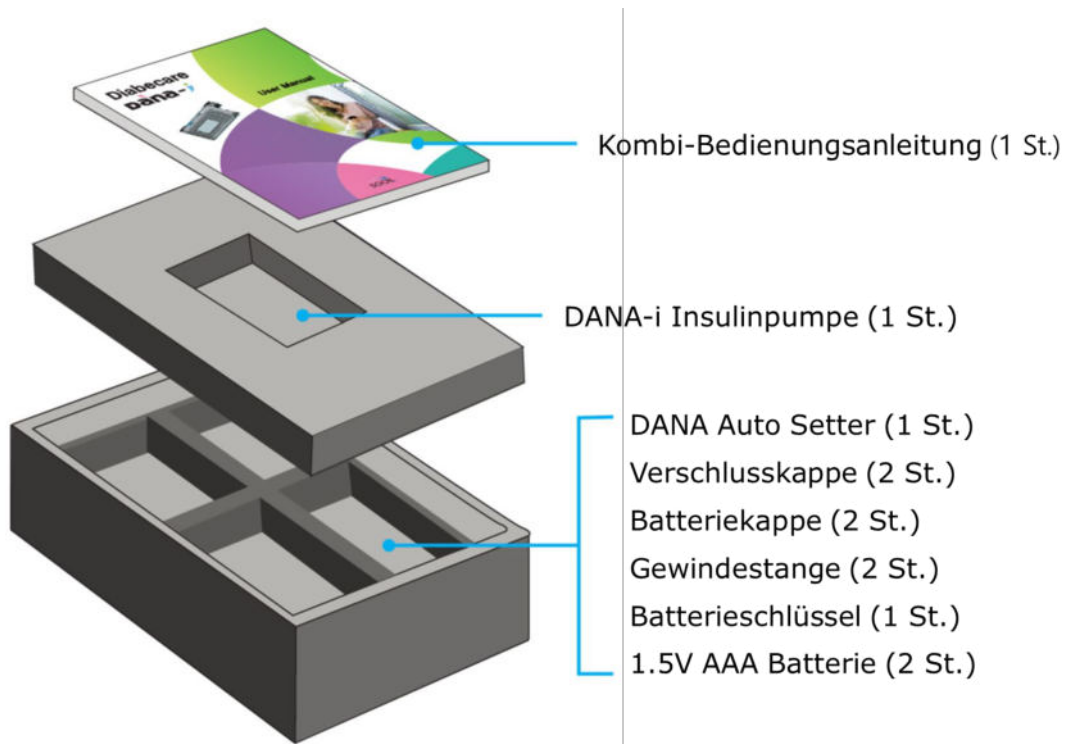 Diabecare
Dana-i
User Manual
Kombi-Bedienungsanleitung (1 St.)
DANA-i Insulinpumpe (1 St.)
DANA Auto Setter (1 St.)
Verschlusskappe (2 St.)
Batteriekappe (2 St.)
Gewindestange (2 St.)
Batterieschlüssel (1 St.)
1.5V AAA Batterie (2 St.)